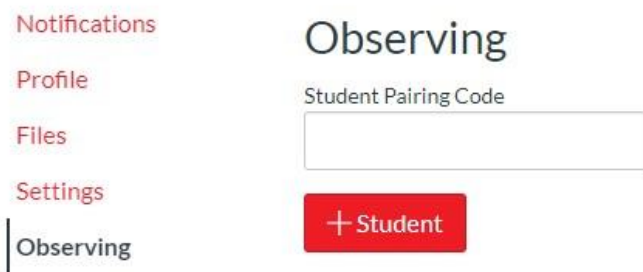 Notifications
Profile
Files
Settings
Observing
Observing
Student Pairing Code
+ Student